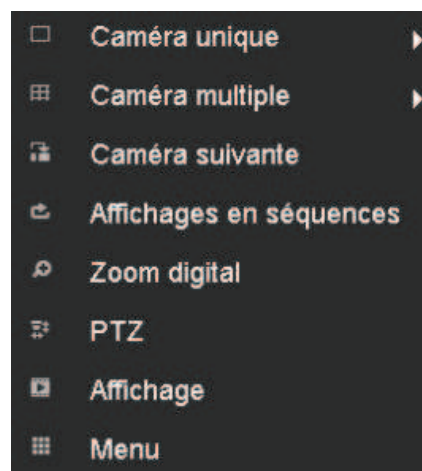 Caméra unique
Caméra multiple
Caméra suivante
Affichages en séquences
Zoom digital
PTZ
Affichage
Menu